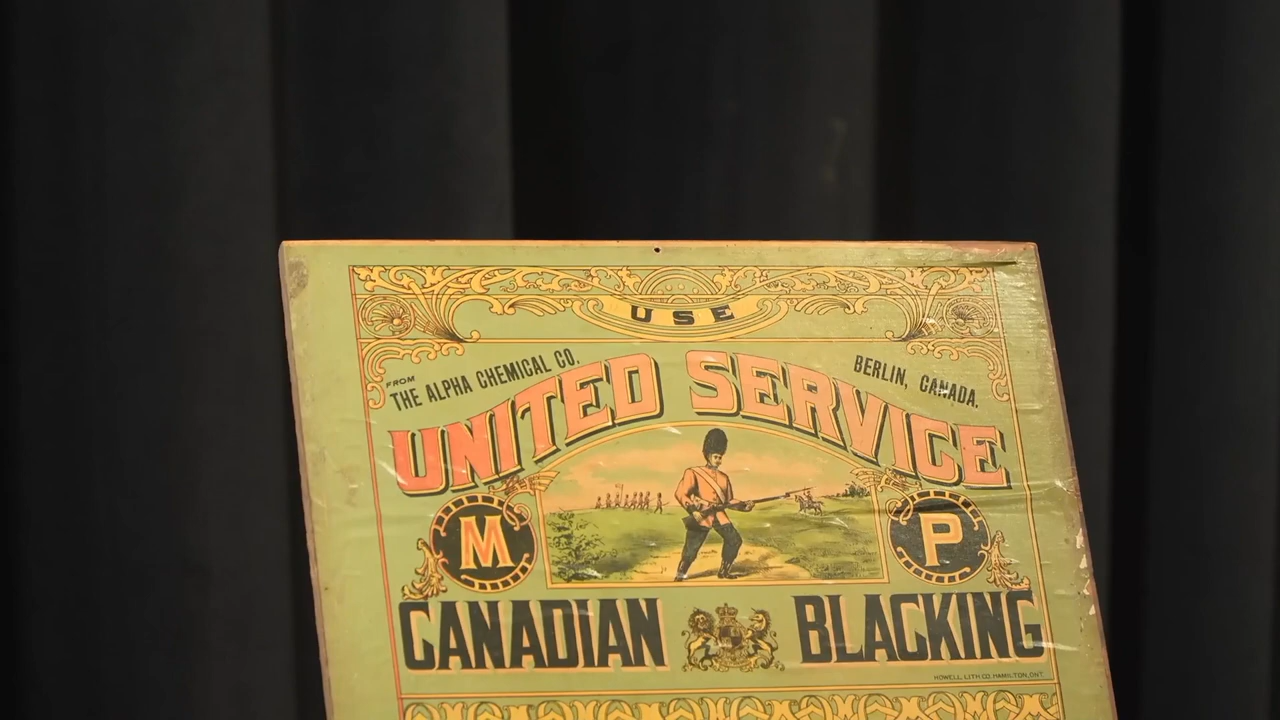 USE
FROM
THE ALPHA CHEMICAL CO.
BERLIN, CANADA.
UNITED SERVICE
M
P
CANADIAN BLACKING
HOWELL, LITH. CO. HAMILTON, ONT.